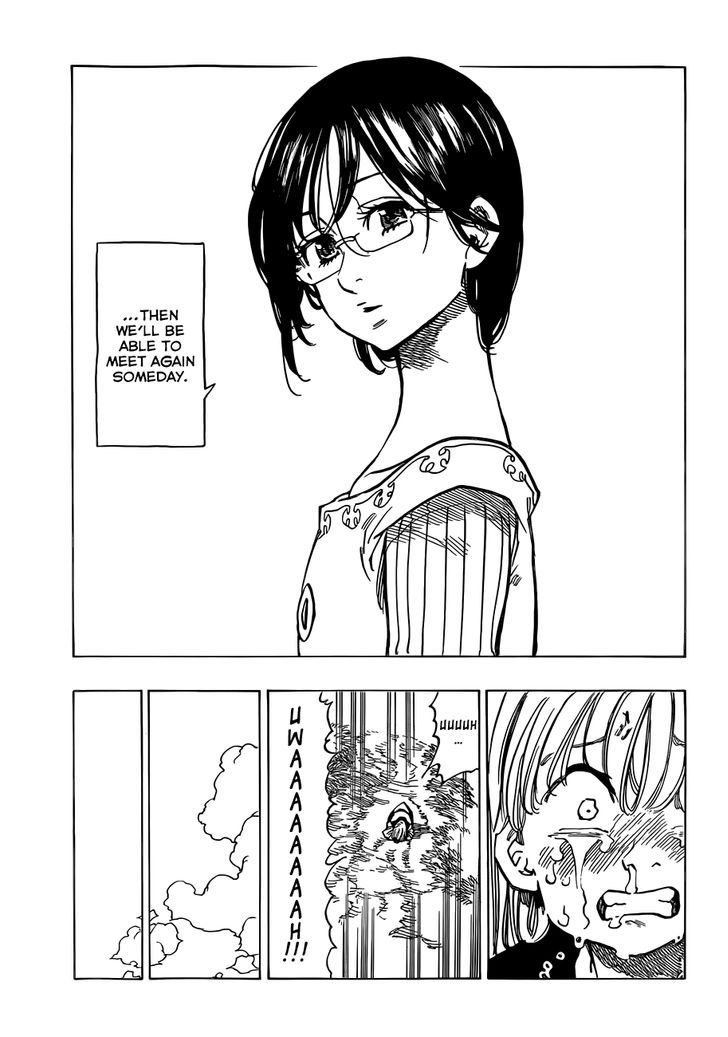 ...THEN
WE'LL BE
ABLE TO
MEET AGAIN
SOMEDAY.
UUUUH
...
UWAAAAAAAAH!!!